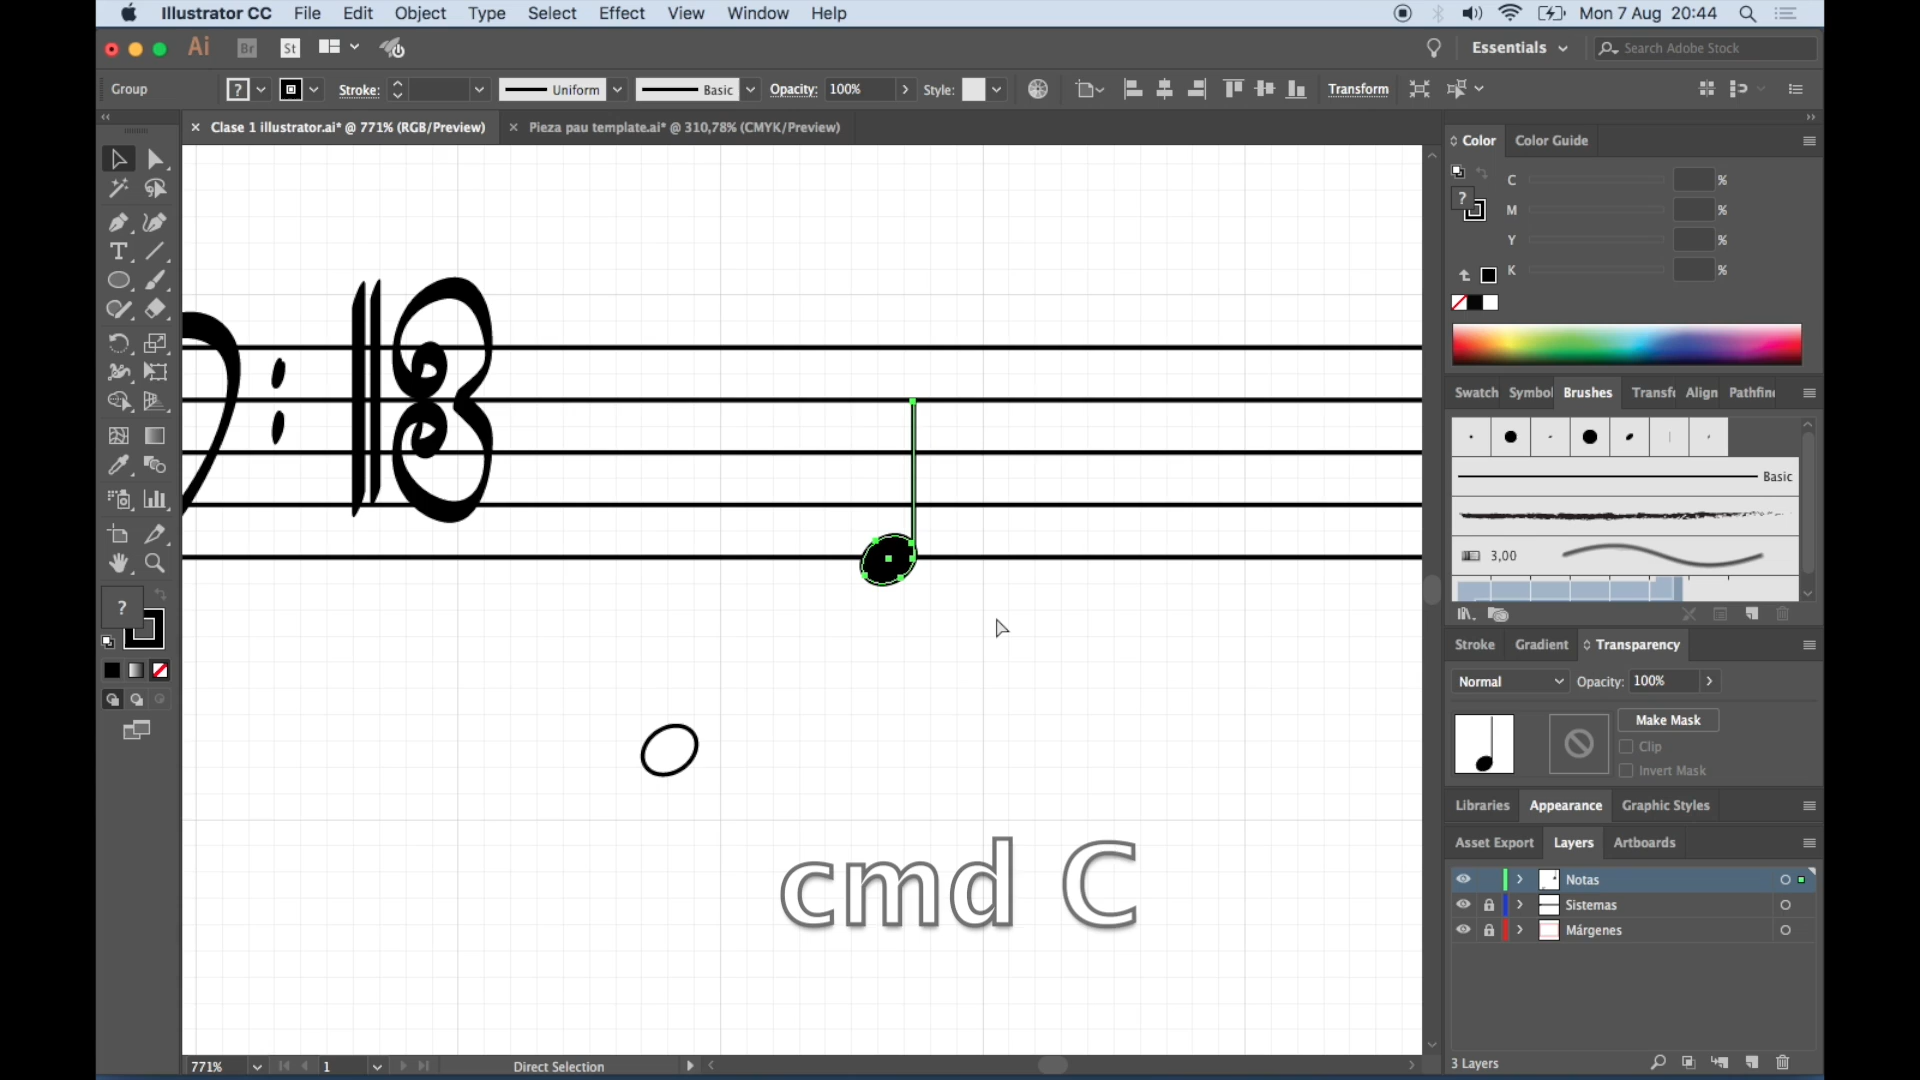 Illustrator CC File Edit Object Type Select Effect View Window Help Mon 7 Aug 20:44
Ai Br St Essentials Search Adobe Stock
Group ? Stroke: Uniform Basic Opacity: 100% Style: Transform
× Clase 1 illustrator.ai* @ 771% (RGB/Preview) × Pieza pau template.ai* @ 310,78% (CMYK/Preview)
Color Color Guide
C %
M %
Y %
K %
?
Swatch Symbol Brushes Transf Align Pathfin
Basic
3,00
Stroke Gradient Transparency
Normal Opacity: 100%
Make Mask
Clip
Invert Mask
Libraries Appearance Graphic Styles
Asset Export Layers Artboards
Notas
Sistemas
Márgenes
3 Layers
T
?
cmd C
771% 1 Direct Selection